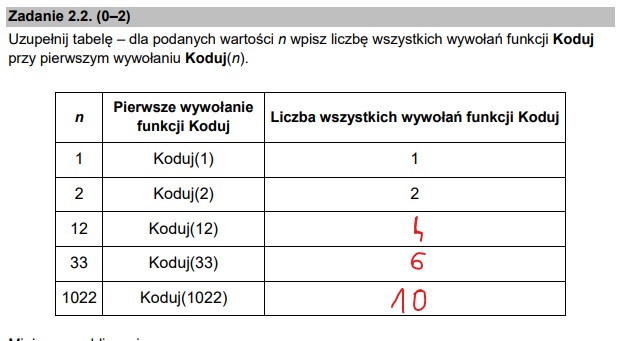 Zadanie 2.2. (0–2)
Uzupełnij tabelę – dla podanych wartości n wpisz liczbę wszystkich wywołań funkcji Koduj
przy pierwszym wywołaniu Koduj(n).
n Pierwsze wywołanie funkcji Koduj Liczba wszystkich wywołań funkcji Koduj
1 Koduj(1) 1
2 Koduj(2) 2
12 Koduj(12) 4
33 Koduj(33) 6
1022 Koduj(1022) 10